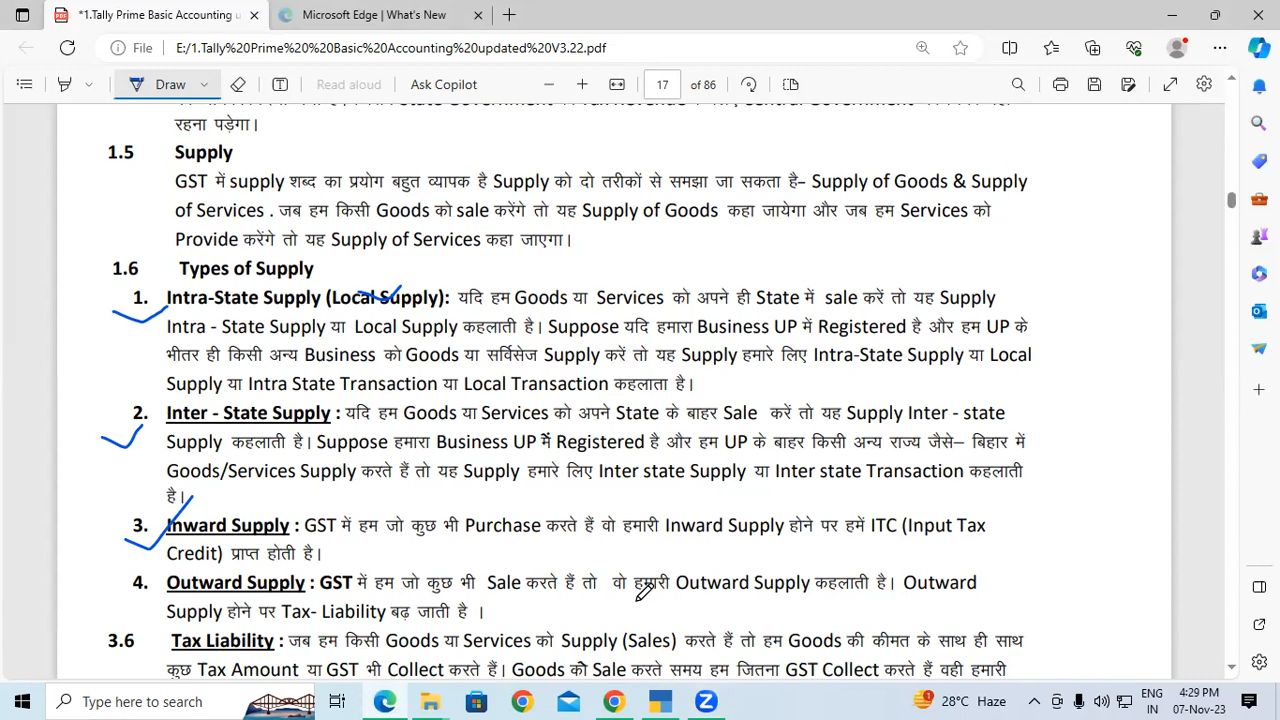 *1.Tally Prime Basic Accounting u
Microsoft Edge | What's New
File
E:/1.Tally%20Prime%20%20Basic%20Accounting%20updated%20V3.22.pdf
Draw
Read aloud
Ask Copilot
17
of 86
रहना पड़ेगा।
1.5 Supply
GST में supply शब्द का प्रयोग बहुत व्यापक है Supply को दो तरीकों से समझा जा सकता है– Supply of Goods & Supply
of Services . जब हम किसी Goods को sale करेंगे तो यह Supply of Goods कहा जायेगा और जब हम Services को
Provide करेंगे तो यह Supply of Services कहा जाएगा।
1.6 Types of Supply
1. Intra-State Supply (Local Supply): यदि हम Goods या Services को अपने ही State में sale करें तो यह Supply
Intra - State Supply या Local Supply कहलाती है। Suppose यदि हमारा Business UP में Registered है और हम UP के
भीतर ही किसी अन्य Business को Goods या सर्विसेज Supply करें तो यह Supply हमारे लिए Intra-State Supply या Local
Supply या Intra State Transaction या Local Transaction कहलाता है।
2. Inter - State Supply : यदि हम Goods या Services को अपने State के बाहर Sale करें तो यह Supply Inter - state
Supply कहलाती है। Suppose हमारा Business UP में Registered है और हम UP के बाहर किसी अन्य राज्य जैसे– बिहार में
Goods/Services Supply करते हैं तो यह Supply हमारे लिए Inter state Supply या Inter state Transaction कहलाती
है।
3. Inward Supply : GST में हम जो कुछ भी Purchase करते हैं वो हमारी Inward Supply होने पर हमें ITC (Input Tax
Credit) प्राप्त होती है।
4. Outward Supply : GST में हम जो कुछ भी Sale करते हैं तो वो हमारी Outward Supply कहलाती है। Outward
Supply होने पर Tax- Liability बढ़ जाती है ।
3.6 Tax Liability : जब हम किसी Goods या Services को Supply (Sales) करते हैं तो हम Goods की कीमत के साथ ही साथ
कुछ Tax Amount या GST भी Collect करते हैं। Goods की Sale करते समय हम जितना GST Collect करते हैं वही हमारी
Type here to search
28°C Haze
ENG
IN
4:29 PM
07-Nov-23